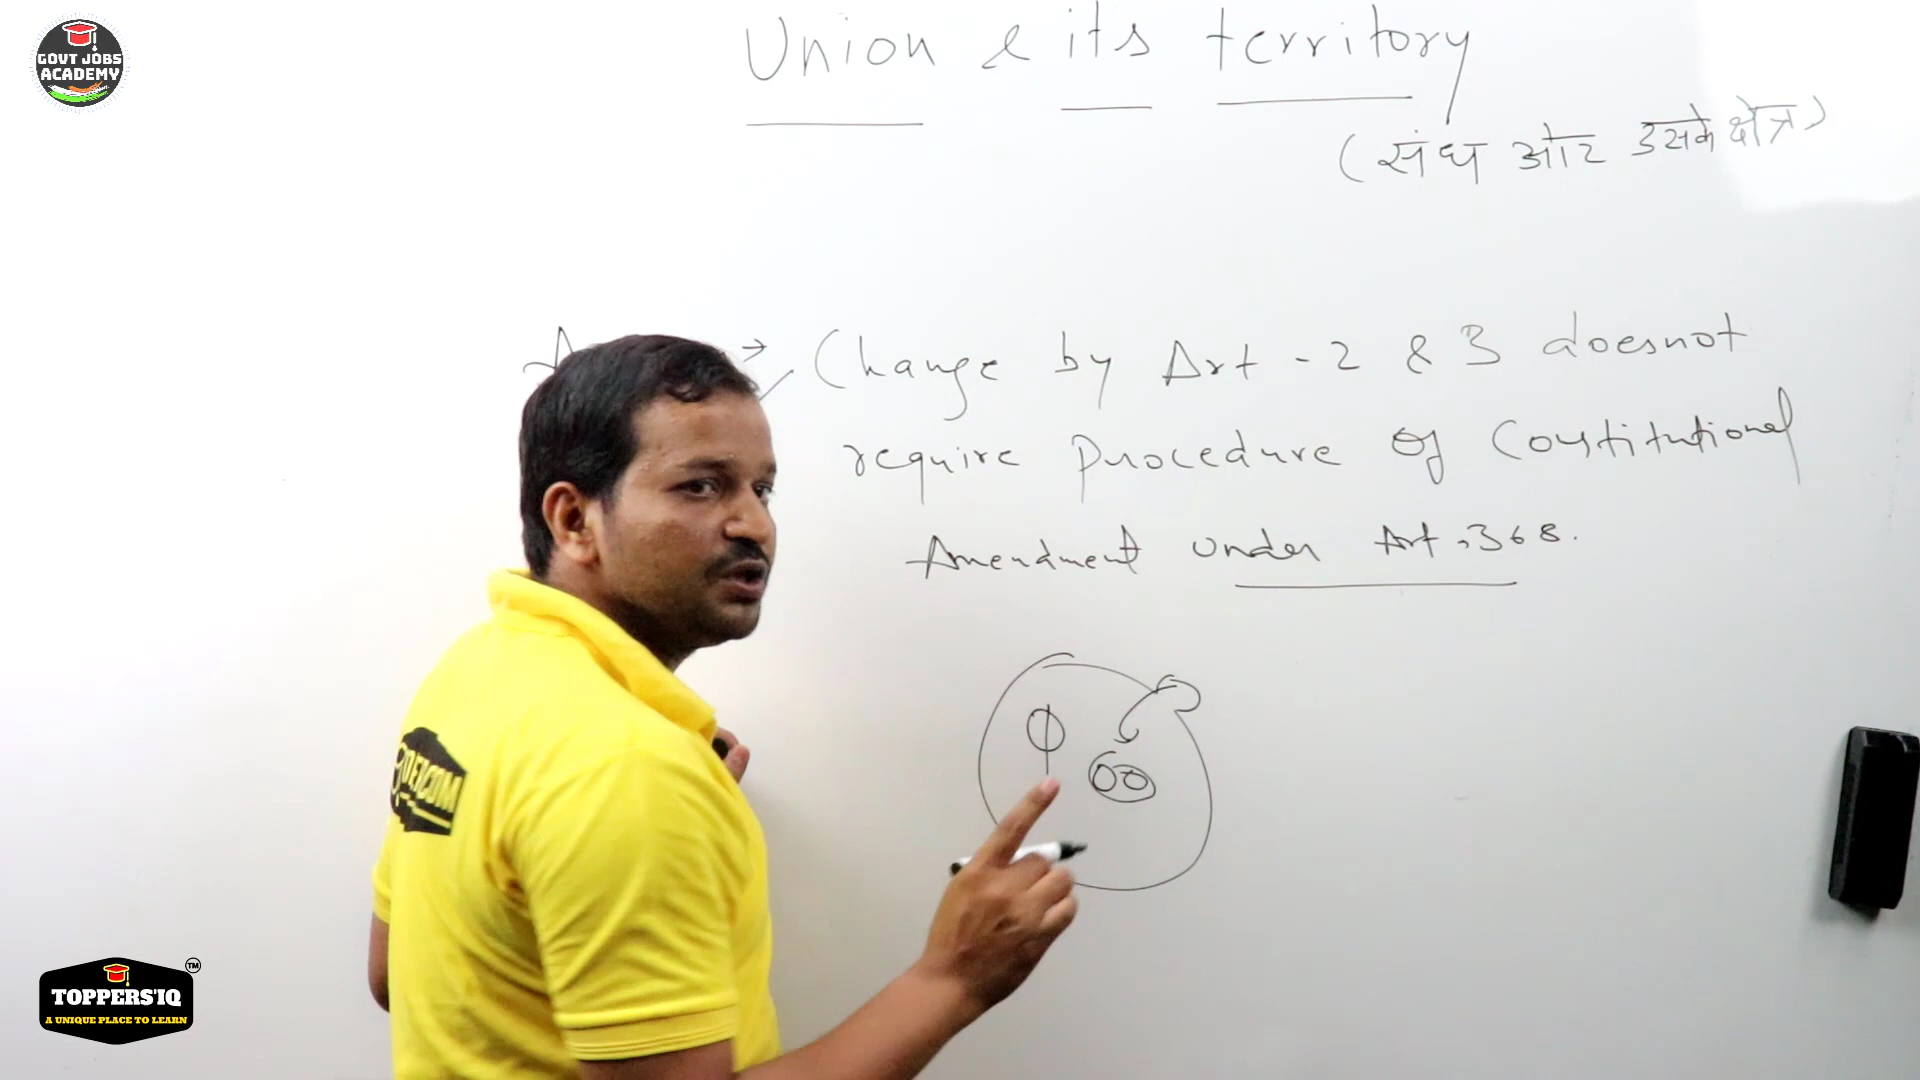 GOVT JOBS
ACADEMY
Union & its territory
(संघ और उसके क्षेत्र)
→ Change by Art - 2 & 3 doesnot
require Procedure of Constitutional
Amendment under Art. 368.
TOPPERS'IQ
TM
A UNIQUE PLACE TO LEARN